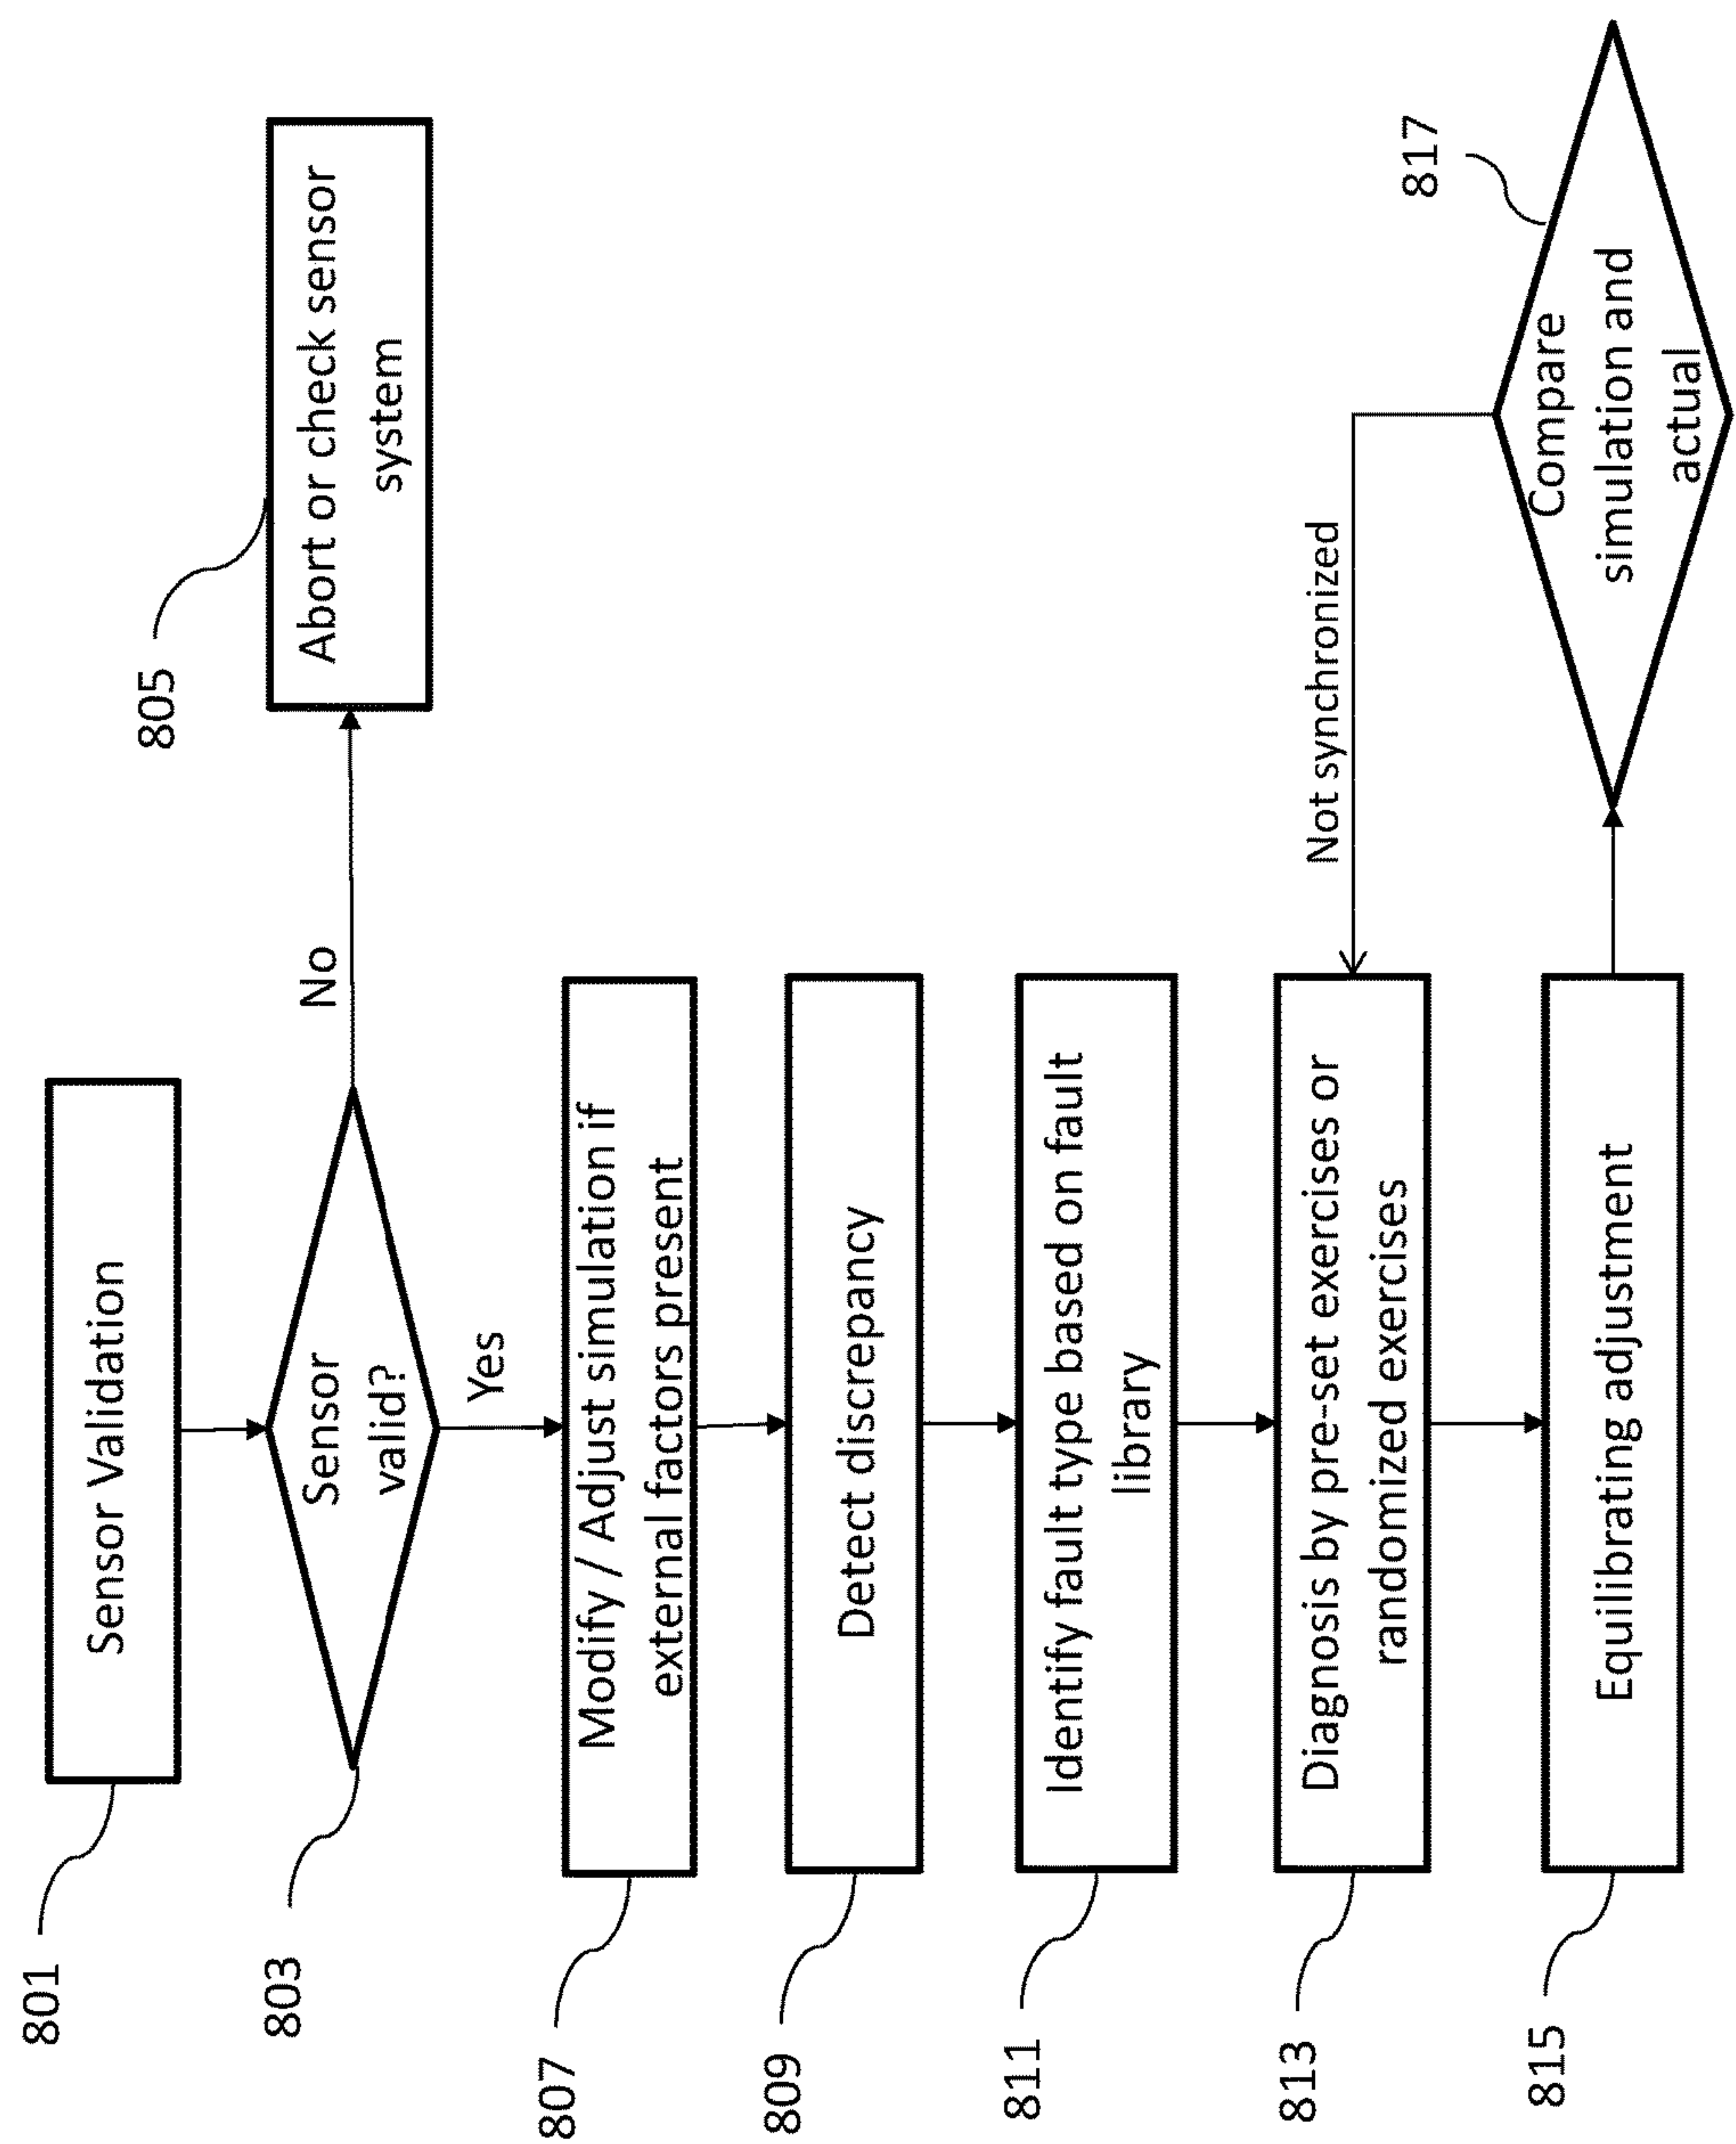 801
Sensor Validation
803
Sensor
valid?
No
805
Abort or check sensor
system
Yes
807
Modify / Adjust simulation if
external factors present
809
Detect discrepancy
811
Identify fault type based on fault
library
813
Diagnosis by pre-set exercises or
randomized exercises
Not synchronized
815
Equilibrating adjustment
817
Compare
simulation and
actual